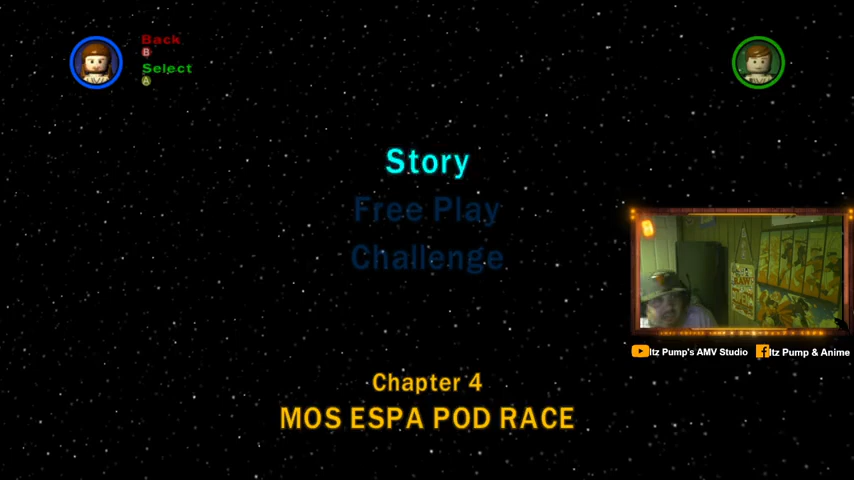 Back
B
Select
A
Story
Free Play
Challenge
Itz Pump's AMV Studio
Itz Pump & Anime
Chapter 4
MOS ESPA POD RACE